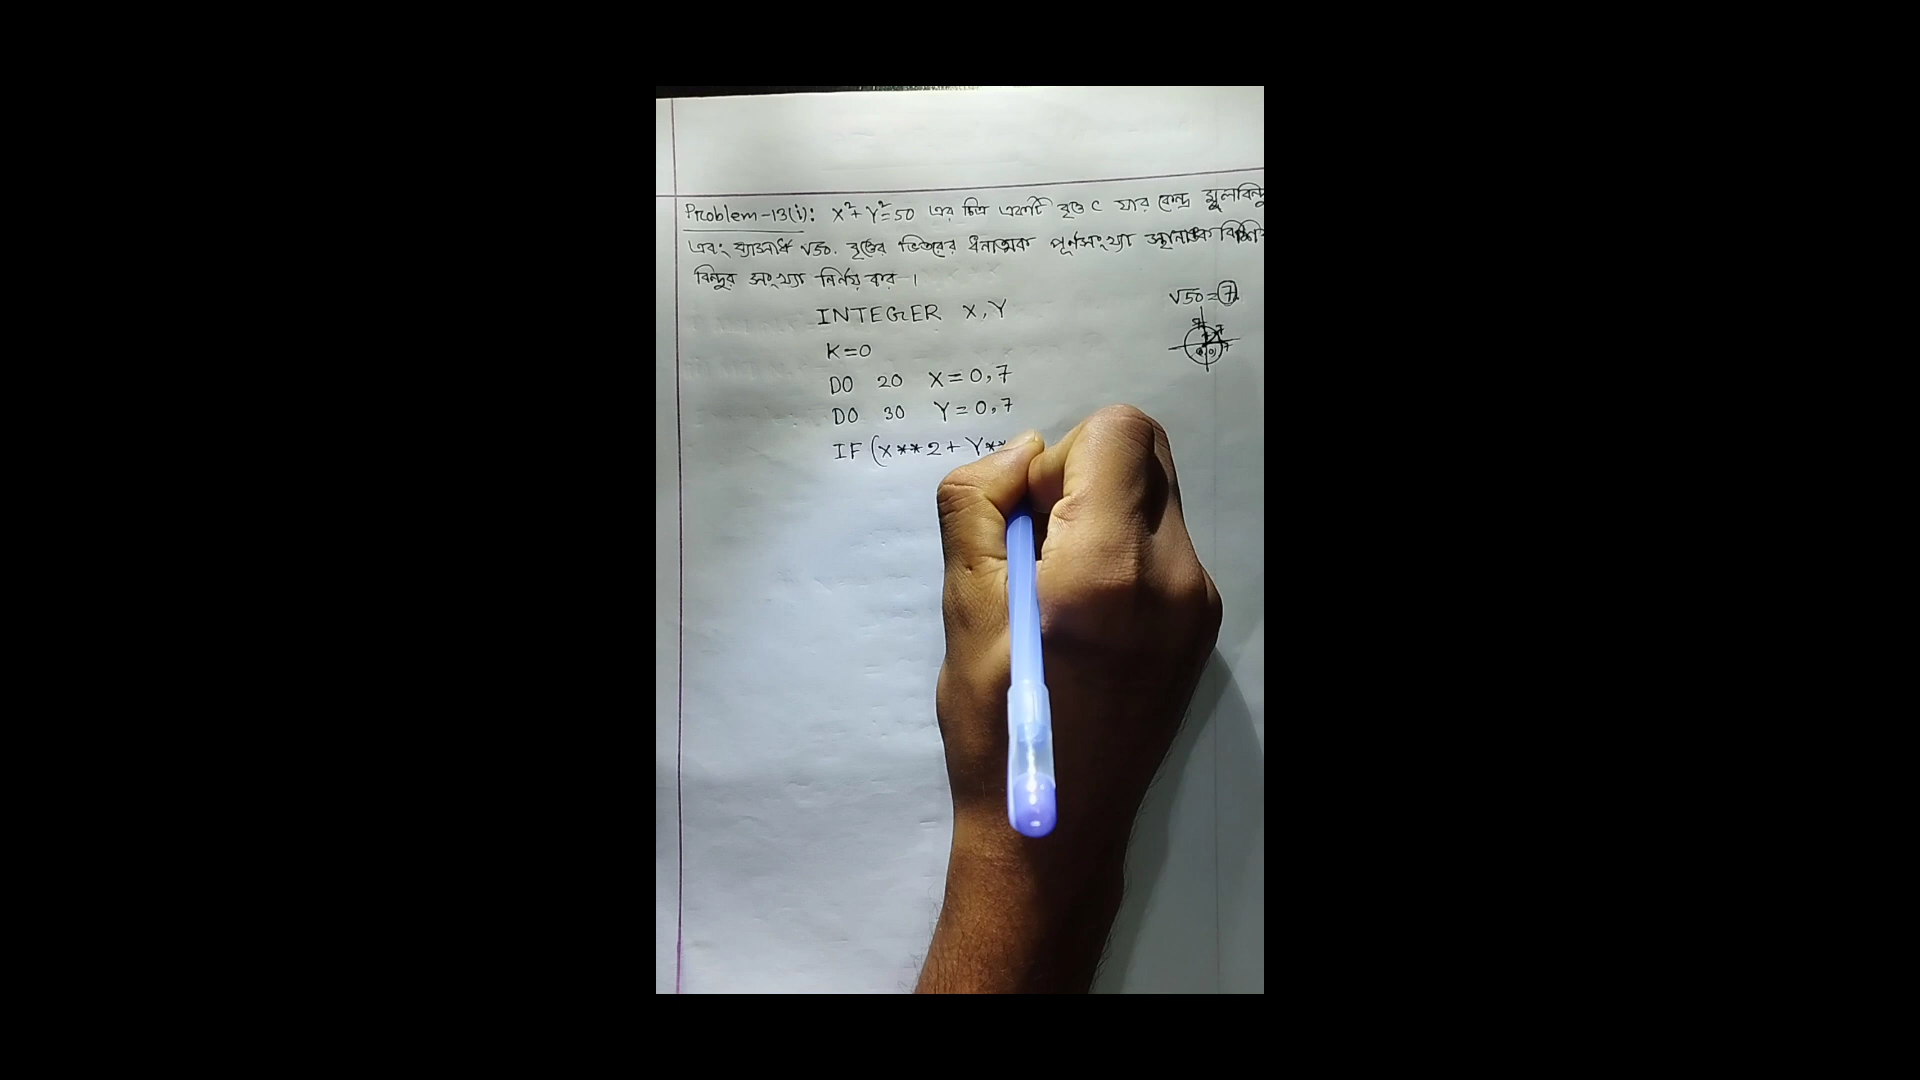 Problem-13(i): X²+Y²=50 এর চিত্র একটি বৃত্ত C যার কেন্দ্র মূলবিন্দু
এবং ব্যাসার্ধ √50. বৃত্তের ভিতরের ধনাত্মক পূর্ণসংখ্যা স্থানাঙ্ক
বিন্দুর সংখ্যা নির্ণয় কর।
√50=7
INTEGER X,Y
K=0
DO 20 X=0,7
DO 30 Y=0,7
IF (X**2+Y**